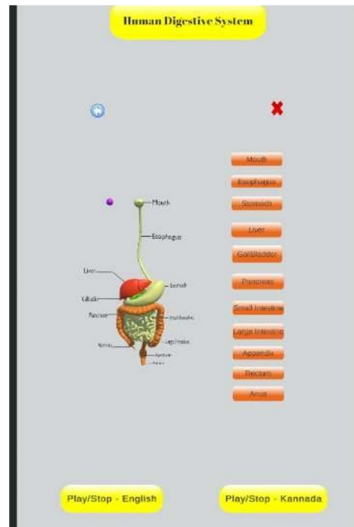 Human Digestive System
Mouth
Esophagus
Liver
Pancreas
Mouth
Esophagus
Stomach
Liver
GallBladder
Pancreas
Small Intestine
Large Intestine
Appendix
Rectum
Anus
Play/Stop - English
Play/Stop - Kannada